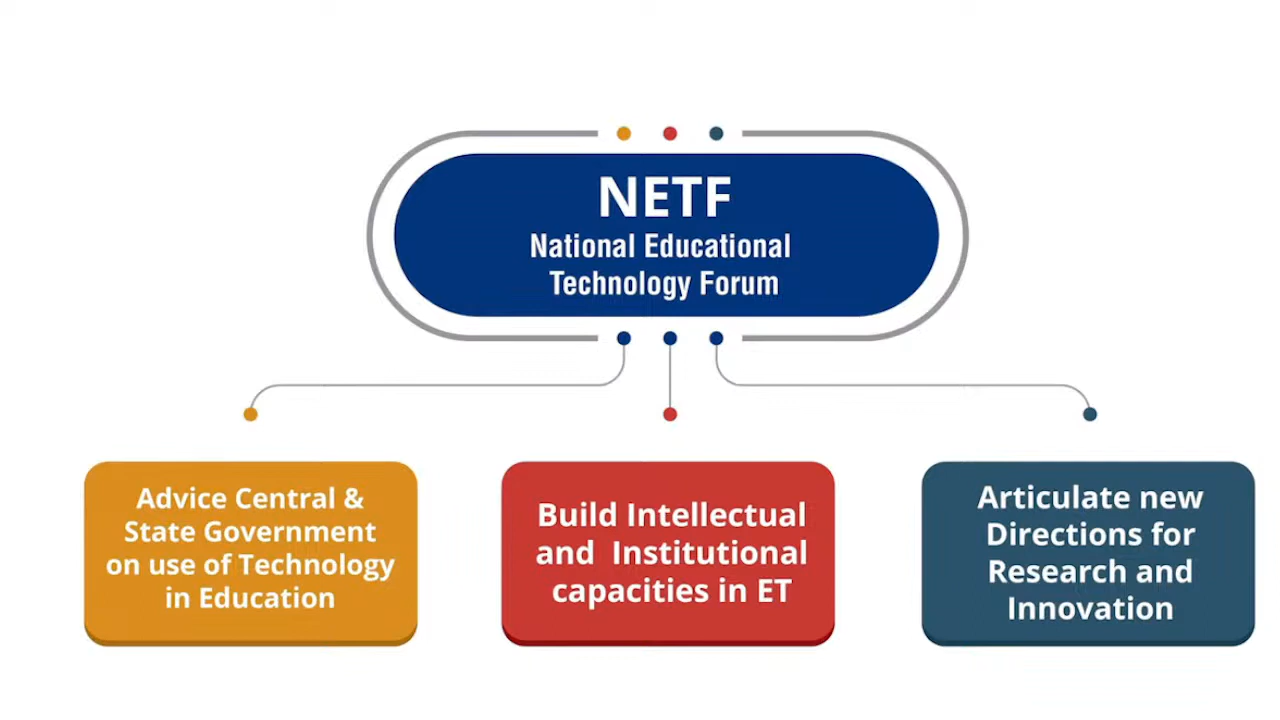 NETF
National Educational
Technology Forum
Advice Central &
State Government
on use of Technology
in Education
Build Intellectual
and Institutional
capacities in ET
Articulate new
Directions for
Research and
Innovation